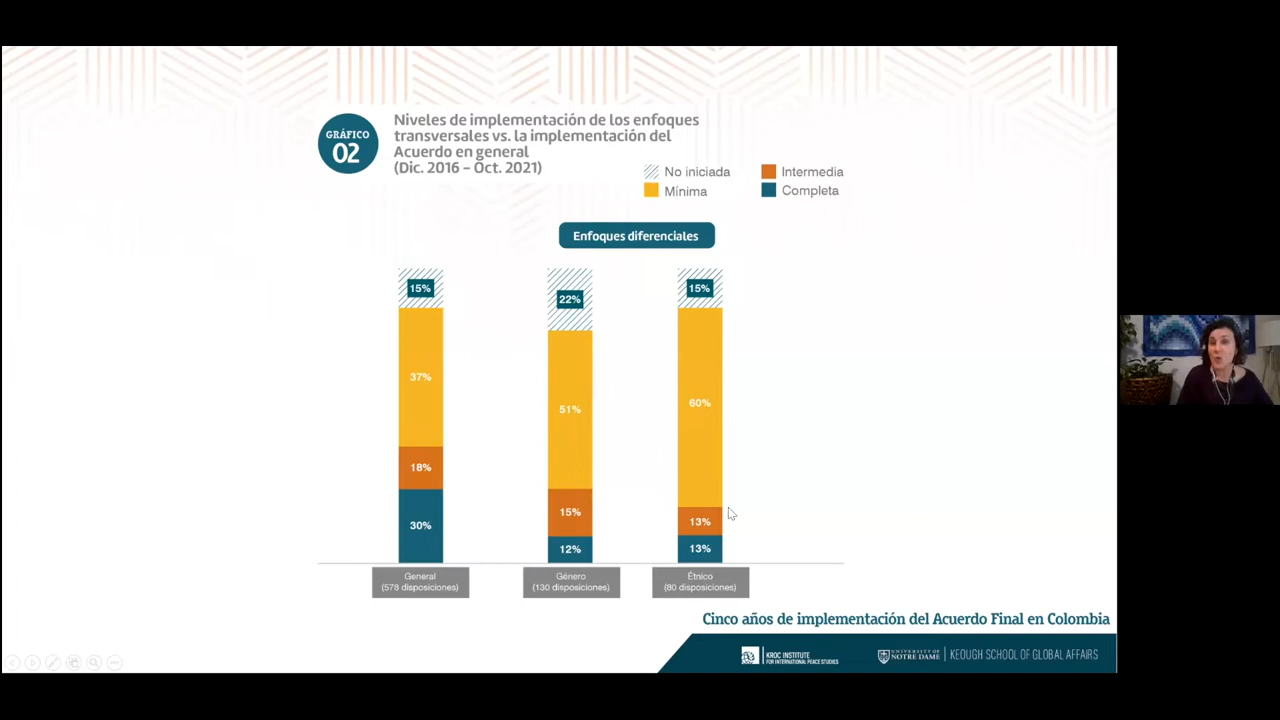 GRÁFICO
02
Niveles de implementación de los enfoques
transversales vs. la implementación del
Acuerdo en general
(Dic. 2016 – Oct. 2021)
No iniciada
Intermedia
Mínima
Completa
Enfoques diferenciales
15%
37%
18%
30%
22%
51%
15%
12%
15%
60%
13%
13%
General
(578 disposiciones)
Género
(130 disposiciones)
Étnico
(80 disposiciones)
Cinco años de implementación del Acuerdo Final en Colombia
KROC INSTITUTE
FOR INTERNATIONAL PEACE STUDIES
UNIVERSITY OF
NOTRE DAME
KEOUGH SCHOOL OF GLOBAL AFFAIRS